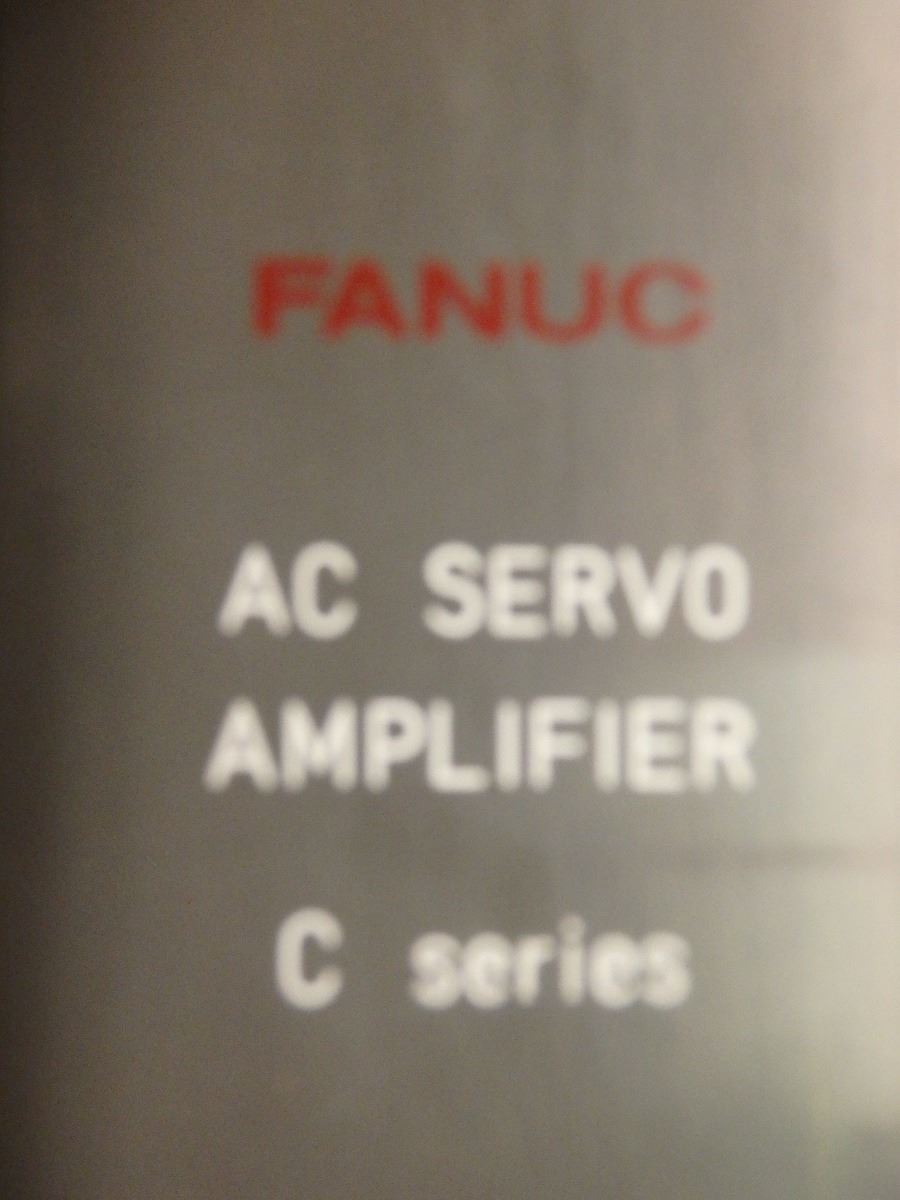 FANUC
AC SERVO
AMPLIFIER
C series